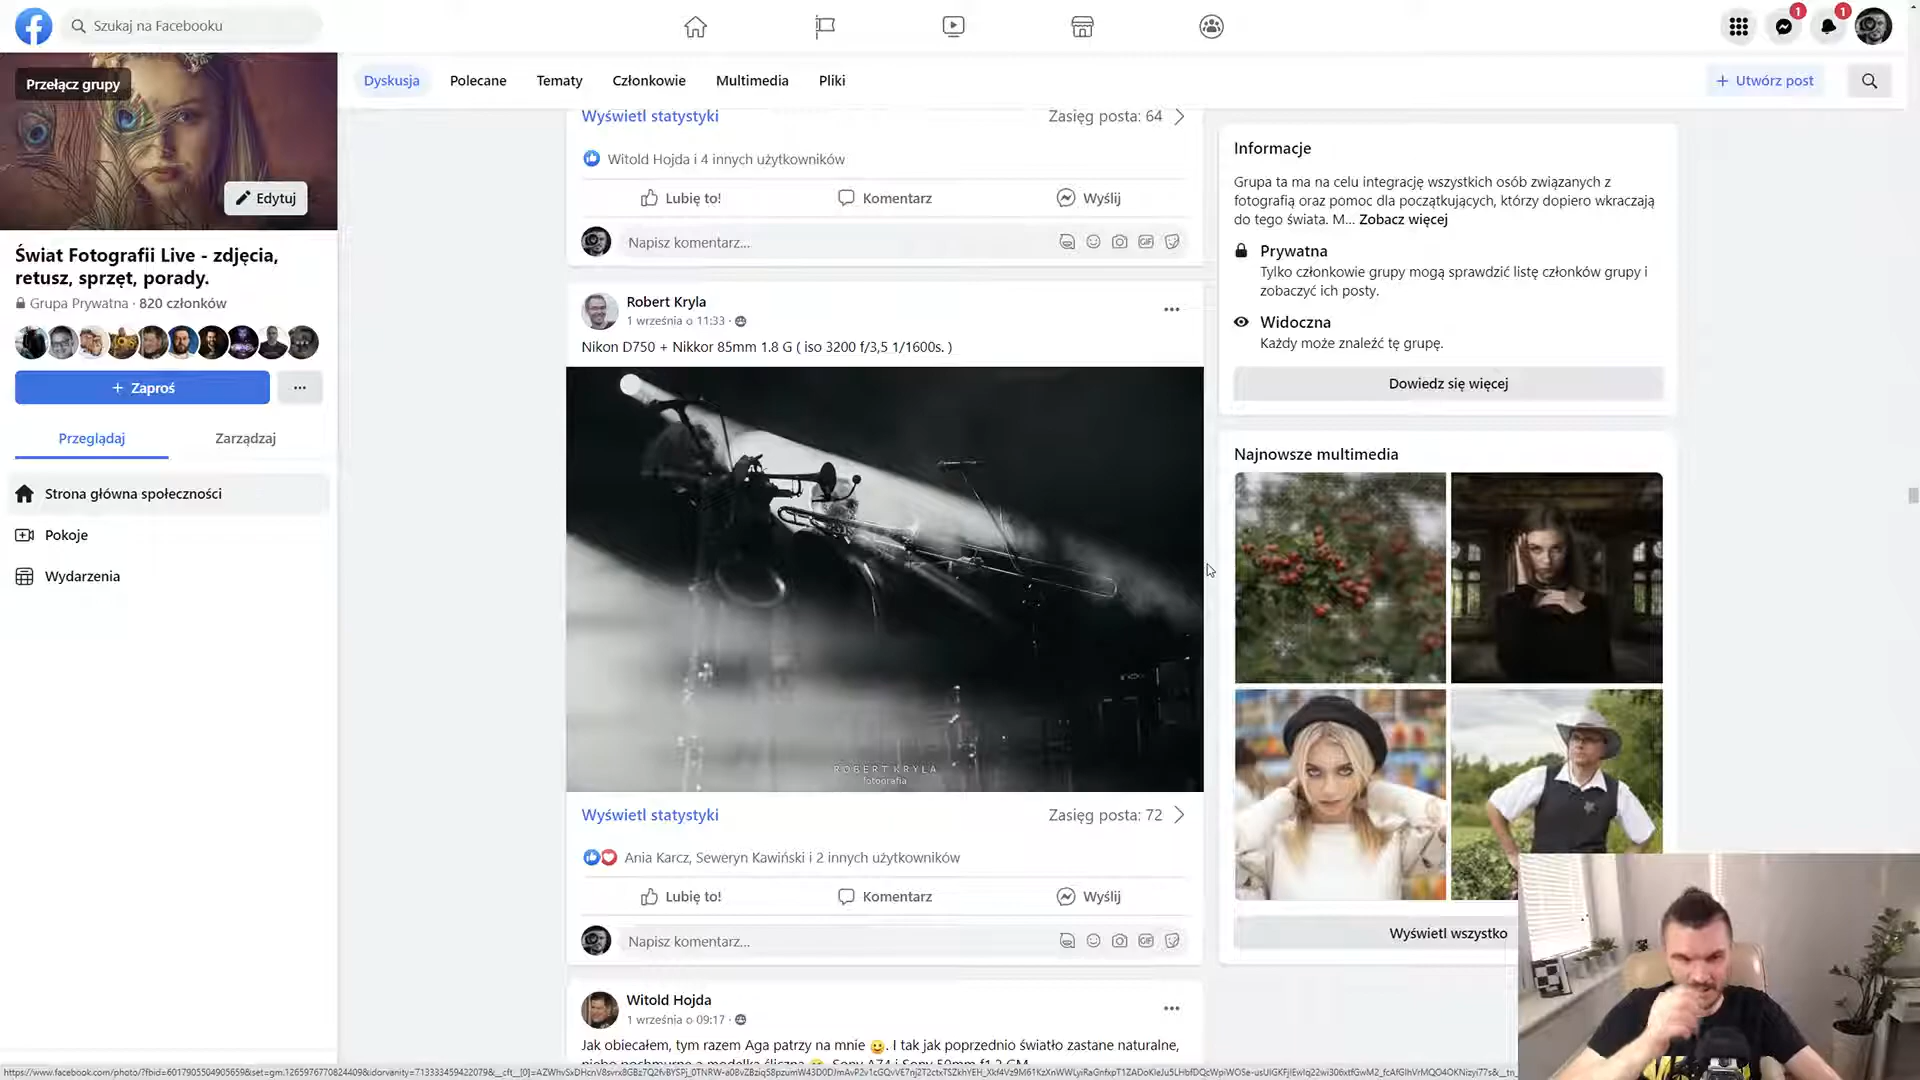 Szukaj na Facebooku
1
1
Przełącz grupy
Edytuj
Świat Fotografii Live - zdjęcia,
retusz, sprzęt, porady.
Grupa Prywatna · 820 członków
+ Zaproś
Przeglądaj
Zarządzaj
Strona główna społeczności
Pokoje
Wydarzenia
Dyskusja
Polecane
Tematy
Członkowie
Multimedia
Pliki
+ Utwórz post
Wyświetl statystyki
Zasięg posta: 64
Witold Hojda i 4 innych użytkowników
Lubię to!
Komentarz
Wyślij
Napisz komentarz...
GIF
Robert Kryla
1 września o 11:33 ·
Nikon D750 + Nikkor 85mm 1.8 G ( iso 3200 f/3,5 1/1600s. )
ROBERT KRYLA
fotografia
Wyświetl statystyki
Zasięg posta: 72
Ania Karcz, Seweryn Kawiński i 2 innych użytkowników
Lubię to!
Komentarz
Wyślij
Napisz komentarz...
GIF
Witold Hojda
1 września o 09:17 ·
Jak obiecałem, tym razem Aga patrzy na mnie 😀. I tak jak poprzednio światło zastane naturalne,
niebo pochmurne a modelka śliczna
Informacje
Grupa ta ma na celu integrację wszystkich osób związanych z
fotografią oraz pomoc dla początkujących, którzy dopiero wkraczają
do tego świata. M... Zobacz więcej
Prywatna
Tylko członkowie grupy mogą sprawdzić listę członków grupy i
zobaczyć ich posty.
Widoczna
Każdy może znaleźć tę grupę.
Dowiedz się więcej
Najnowsze multimedia
Wyświetl wszystko